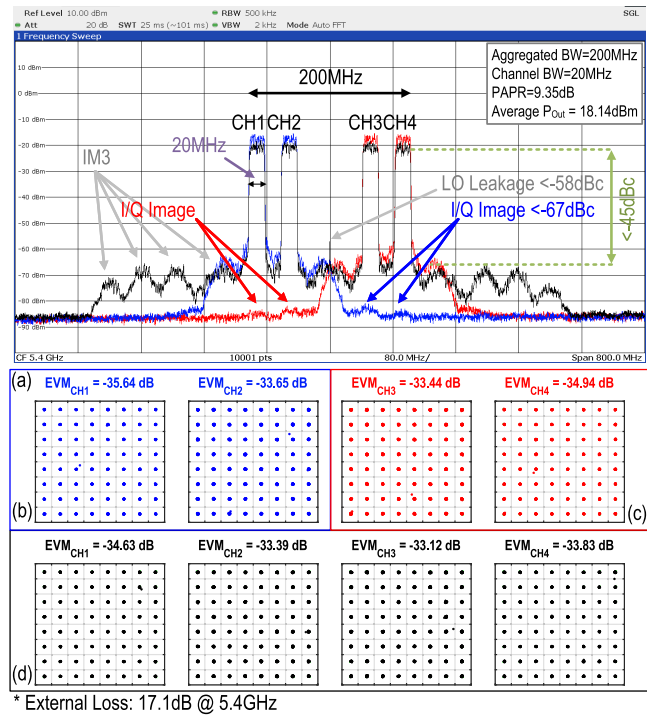 Ref Level 10.00 dBm RBW 500 kHz SGL
Att 20 dB SWT 25 ms (~101 ms) VBW 2 kHz Mode Auto FFT
1 Frequency Sweep
Aggregated BW=200MHz
Channel BW=20MHz
PAPR=9.35dB
Average POut = 18.14dBm
10 dBm
0 dBm
-10 dBm
-20 dBm
-30 dBm
-40 dBm
-50 dBm
-60 dBm
-70 dBm
-80 dBm
-90 dBm
200MHz
CH1 CH2 CH3 CH4
20MHz
IM3
LO Leakage <-58dBc
I/Q Image
I/Q Image <-67dBc
<-45dBc
CF 5.4 GHz 10001 pts 80.0 MHz/ Span 800.0 MHz
(a)
EVMCH1 = -35.64 dB EVMCH2 = -33.65 dB EVMCH3 = -33.44 dB EVMCH4 = -34.94 dB
(b)
(c)
EVMCH1 = -34.63 dB EVMCH2 = -33.39 dB EVMCH3 = -33.12 dB EVMCH4 = -33.83 dB
(d)
* External Loss: 17.1dB @ 5.4GHz